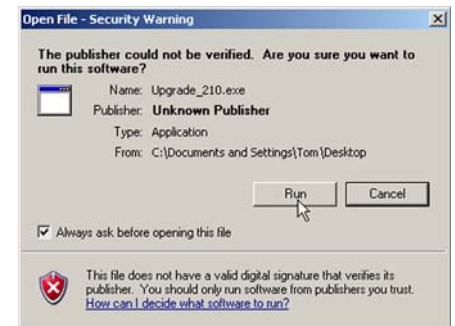 Open File - Security Warning
The publisher could not be verified. Are you sure you want to
run this software?
Name: Upgrade_210.exe
Publisher: Unknown Publisher
Type: Application
From: C:\Documents and Settings\Tom\Desktop
Run Cancel
Always ask before opening this file
This file does not have a valid digital signature that verifies its
publisher. You should only run software from publishers you trust.
How can I decide what software to run?